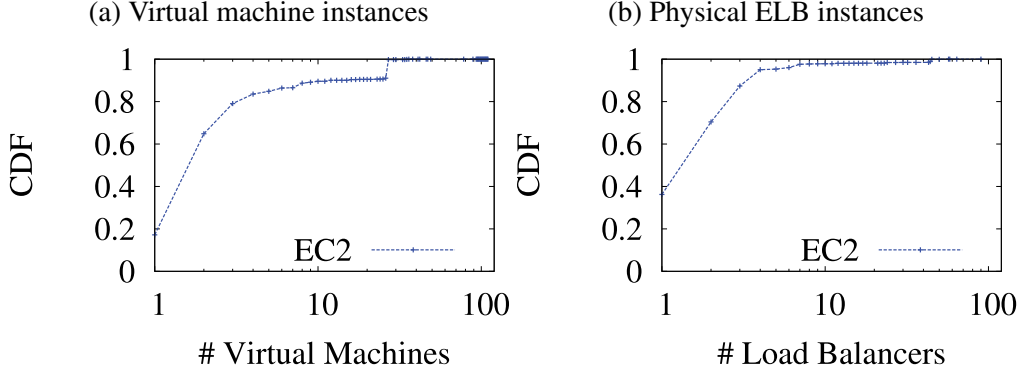 (a) Virtual machine instances
1
0.8
0.6
0.4
0.2
0
CDF
EC2
1 10 100
# Virtual Machines
(b) Physical ELB instances
1
0.8
0.6
0.4
0.2
0
CDF
EC2
1 10 100
# Load Balancers